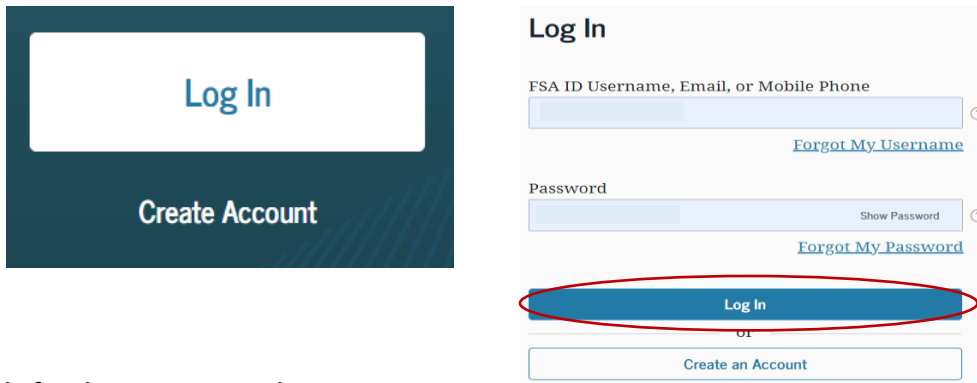 Log In
Create Account
Log In
FSA ID Username, Email, or Mobile Phone
Forgot My Username
Password
Show Password
Forgot My Password
Log In
or
Create an Account